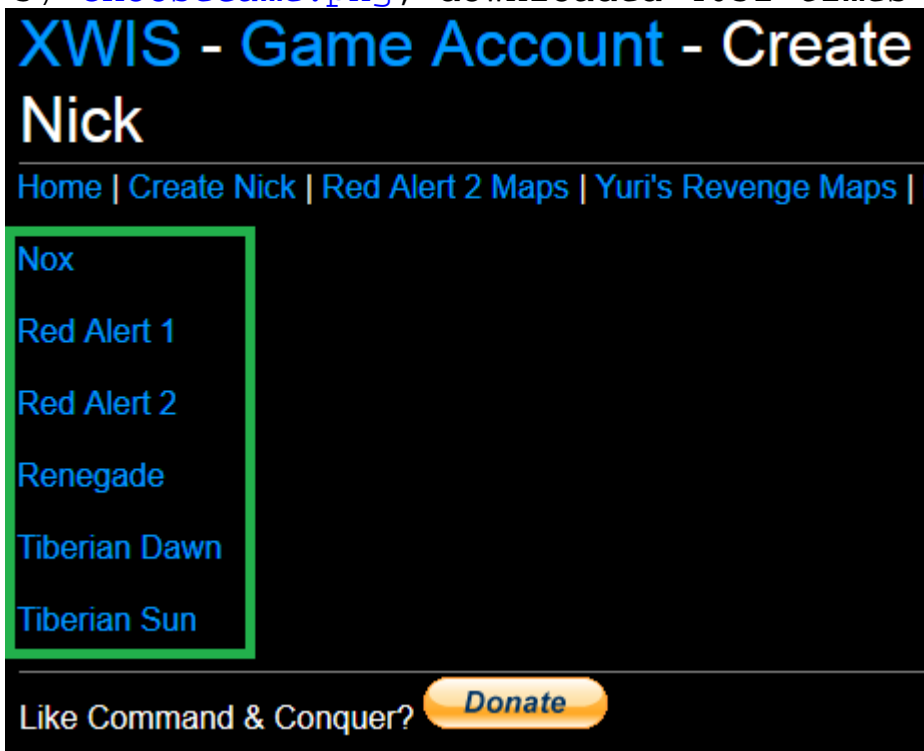 XWIS - Game Account - Create
Nick
Home | Create Nick | Red Alert 2 Maps | Yuri's Revenge Maps |
Nox
Red Alert 1
Red Alert 2
Renegade
Tiberian Dawn
Tiberian Sun
Like Command & Conquer? Donate